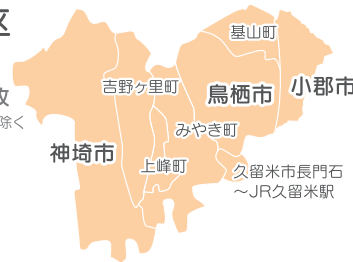 区
基山町
吉野ヶ里町
鳥栖市
小郡市
除く
みやき町
神埼市
上峰町
久留米市長門石
～JR久留米駅